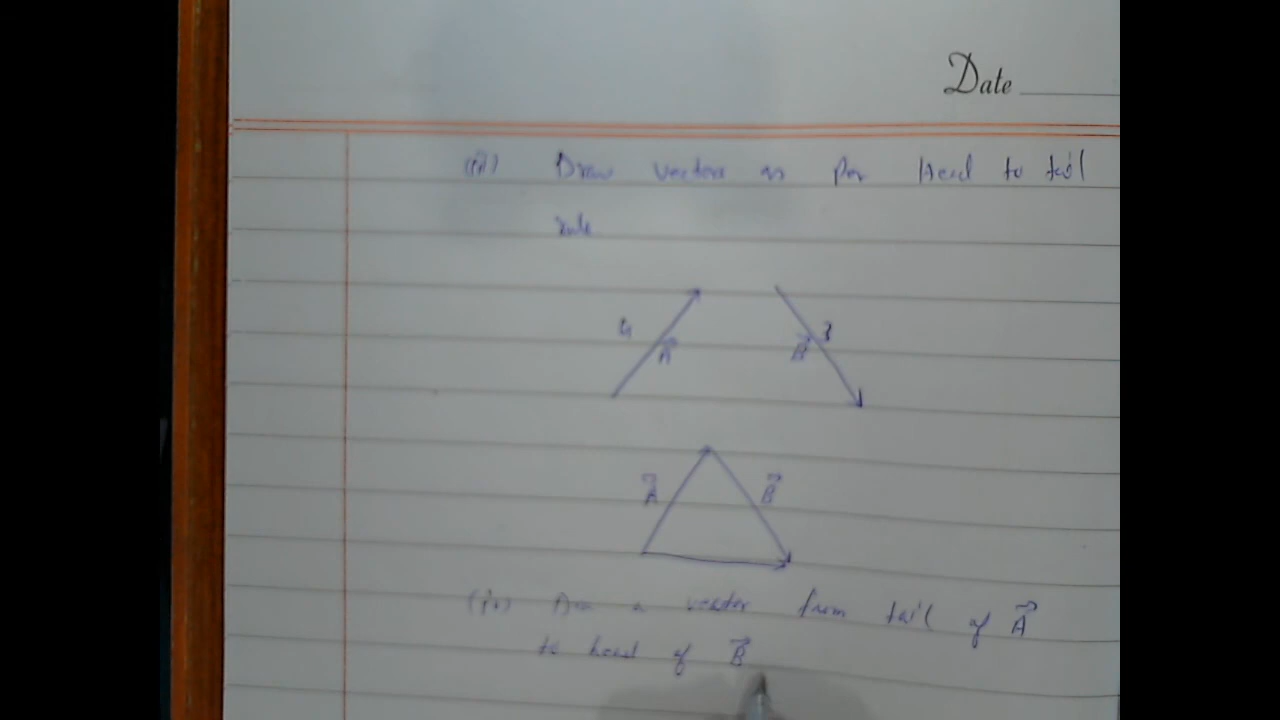 Date
(iii) Draw vectors as Per Head to tail
rule
4 A⃗ B⃗ 3
A⃗ B⃗
(iv) Draw a vector from tail of A⃗
to head of B⃗